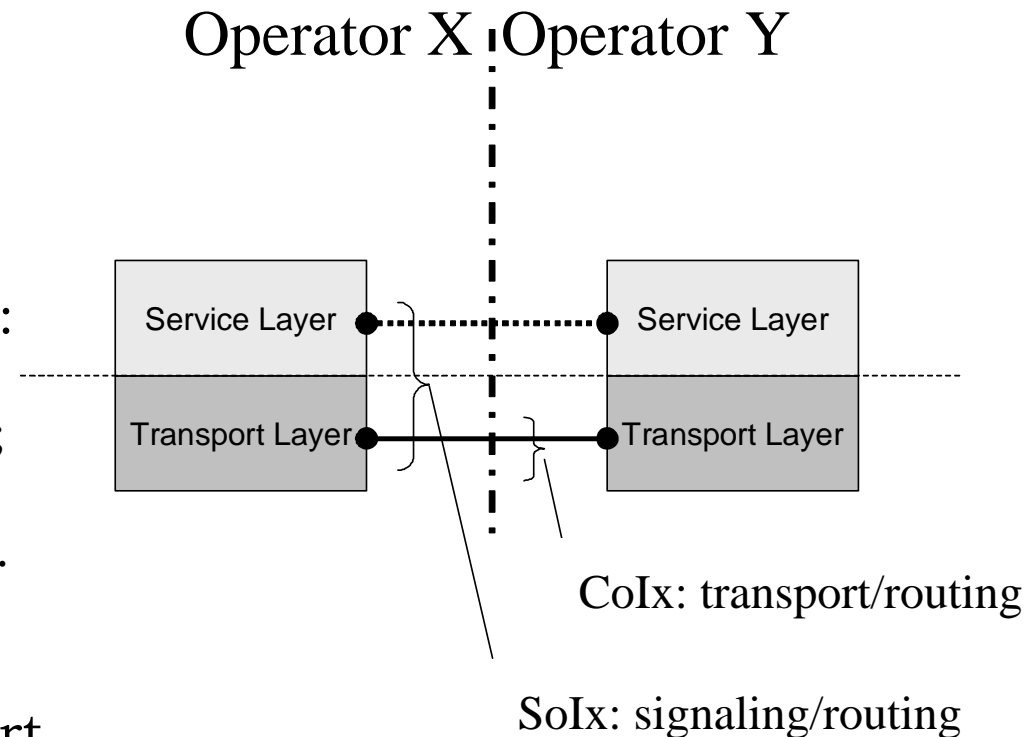 Operator X Operator Y
Service Layer Service Layer
:
Transport Layer Transport Layer
;
.
CoIx: transport/routing
SoIx: signaling/routing